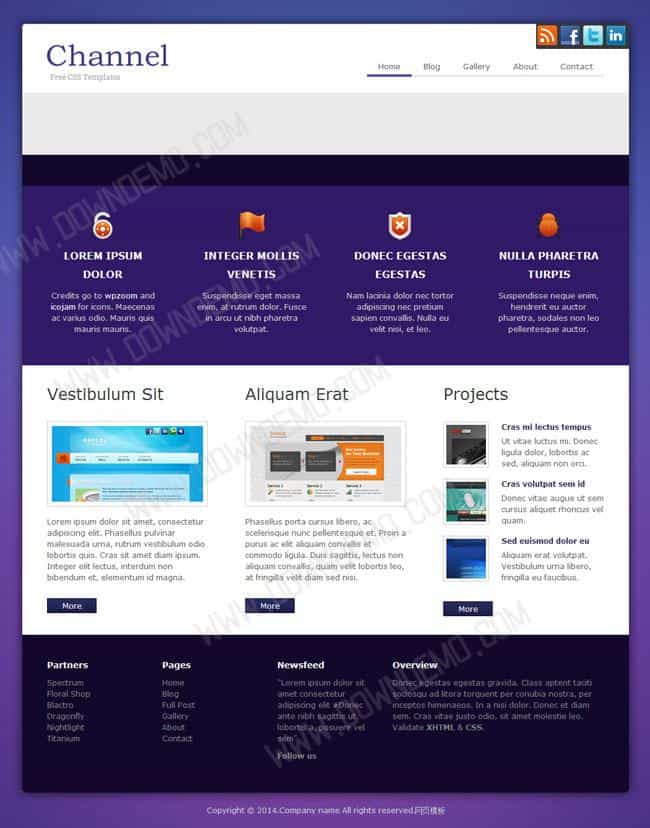 Channel
Free CSS Templates
Home Blog Gallery About Contact
LOREM IPSUM
DOLOR
Credits go to wpzoom and
icojam for icons. Maecenas
ac varius odio. Mauris quis
mauris mauris.
INTEGER MOLLIS
VENETIS
Suspendisse eget massa
enim, at rutrum dolor. Fusce
in arcu ut nibh pharetra
volutpat.
DONEC EGESTAS
EGESTAS
Nam lacinia dolor nec tortor
adipiscing nec pretium
sapien convallis. Nulla eu
velit nisi, et leo.
NULLA PHARETRA
TURPIS
Suspendisse neque enim,
hendrerit eu auctor
pharetra, sodales non leo
pellentesque auctor.
Vestibulum Sit
Lorem ipsum dolor sit amet, consectetur
adipiscing elit. Phasellus pulvinar
malesuada urna, rutrum vestibulum odio
lobortis quis. Cras sit amet diam ipsum.
Integer elit lectus, interdum non
bibendum et, elementum id magna.
More
Aliquam Erat
Phasellus porta cursus libero, ac
scelerisque nunc pellentesque et. Proin a
purus ac elit aliquam convallis et
commodo ligula. Duis sagittis, lectus non
aliquam convallis, quam velit lobortis leo,
at fringilla velit diam sed nisi.
More
Projects
Cras mi lectus tempus
Ut vitae luctus mi. Donec
ligula dolor, lobortis ac
sed, aliquam non orci.
Cras volutpat sem id
Donec vitae augue ut sem
cursus aliquet rhoncus vel
quam.
Sed euismod dolor eu
Aliquam erat volutpat.
Vestibulum urna libero,
fringilla eu faucibus.
More
Partners
Spectrum
Floral Shop
Blactro
Dragonfly
Nightlight
Titanium
Pages
Home
Blog
Full Post
Gallery
About
Contact
Newsfeed
"Lorem ipsum dolor sit
amet consectetur
adipiscing elit #Donec
ante nibh sagittis ut
lobortis a, posuere vel
sem"
Follow us
Overview
Donec egestas egestas gravida. Class aptent taciti
sociosqu ad litora torquent per conubia nostra, per
inceptos himenaeos. In a nisi dolor. Donec et diam
sem. Cras vitae justo odio, sit amet molestie leo.
Validate XHTML & CSS.
Copyright © 2014.Company name All rights reserved.网页模板
WWW.DOWNDEMO.COM
WWW.DOWNDEMO.COM
WWW.DOWNDEMO.COM
WWW.DOWNDEMO.COM
WWW.DOWNDEMO.COM